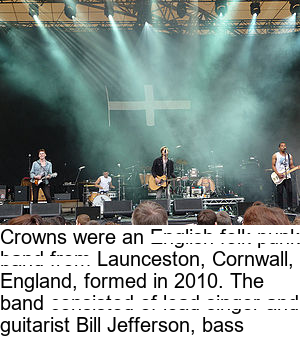 Crowns were an English folk punk
band from Launceston, Cornwall,
England, formed in 2010. The
band consisted of lead singer and
guitarist Bill Jefferson, bass